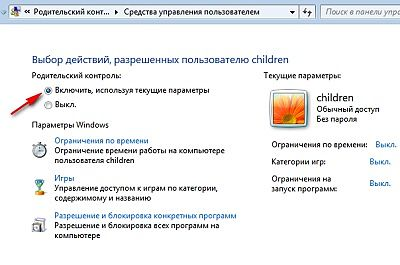 « Родительский конт... ▸ Средства управления пользователем
Поиск в панели управ
Выбор действий, разрешенных пользователю children
Родительский контроль:
Включить, используя текущие параметры
Выкл.
Параметры Windows
Ограничения по времени
Ограничение времени работы на компьютере
пользователя children
Игры
Управление доступом к играм по категории,
содержимому и названию
Разрешение и блокировка конкретных программ
Разрешение и блокировка всех программ на
компьютере
Текущие параметры:
children
Обычный доступ
Без пароля
Ограничения по времени: Выкл.
Категории игр: Выкл.
Ограничения на
запуск программ: Выкл.